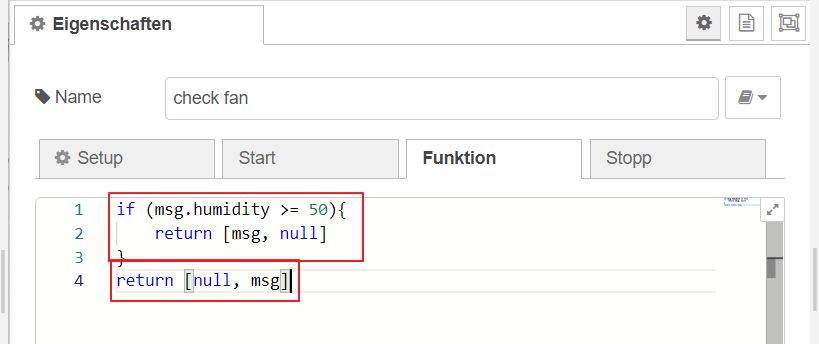 Eigenschaften
Name
check fan
Setup Start Funktion Stopp
1 if (msg.humidity >= 50){
2 return [msg, null]
3 }
4 return [null, msg]